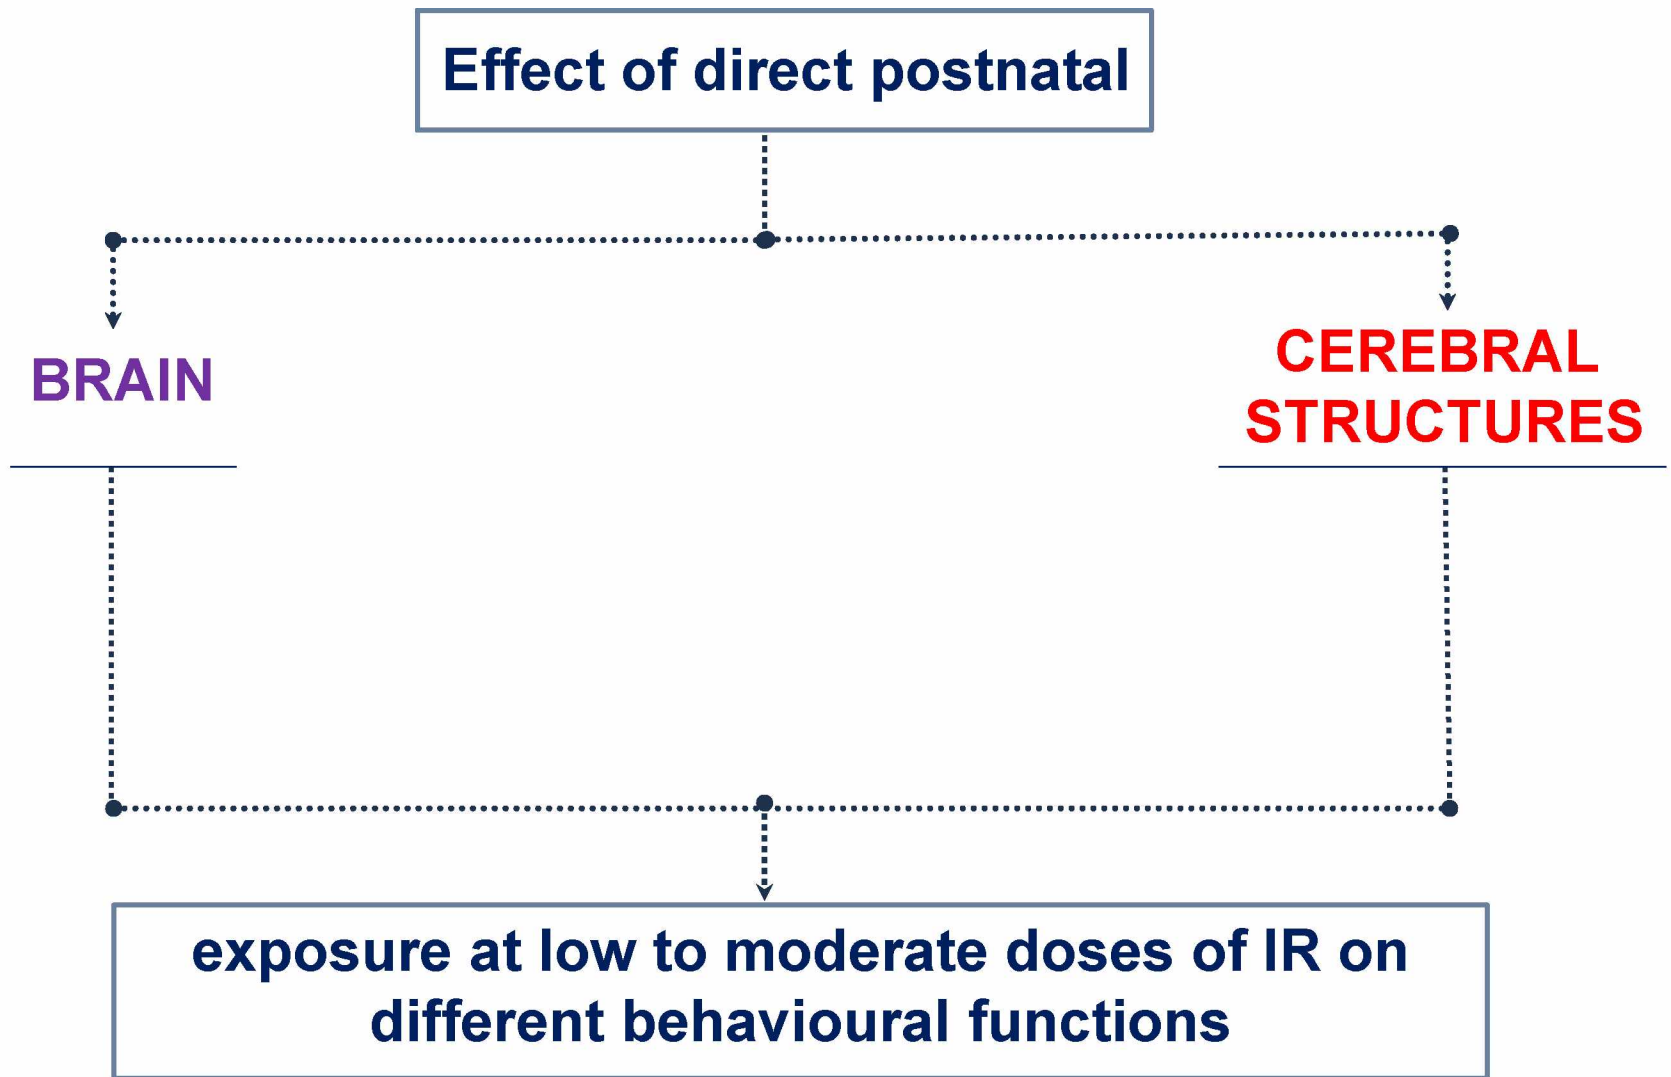 Effect of direct postnatal
BRAIN
CEREBRAL
STRUCTURES
exposure at low to moderate doses of IR on
different behavioural functions